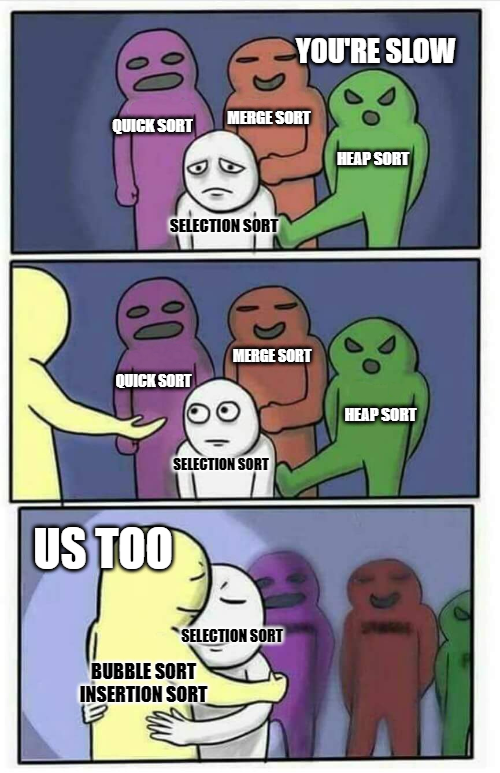 YOU'RE SLOW
QUICK SORT
MERGE SORT
HEAP SORT
SELECTION SORT
MERGE SORT
QUICK SORT
HEAP SORT
SELECTION SORT
US TOO
SELECTION SORT
BUBBLE SORT
INSERTION SORT